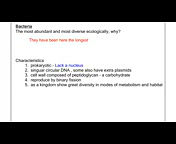 Bacteria
The most abundant and most diverse ecologically, why?
They have been here the longest
Characteristics
1. prokaryotic - Lack a nucleus
2. singular circular DNA , some also have extra plasmids
3. cell wall composed of peptidoglycan - a carbohydrate
4. reproduce by binary fission
5. as a kingdom show great diversity in modes of metabolism and habitat